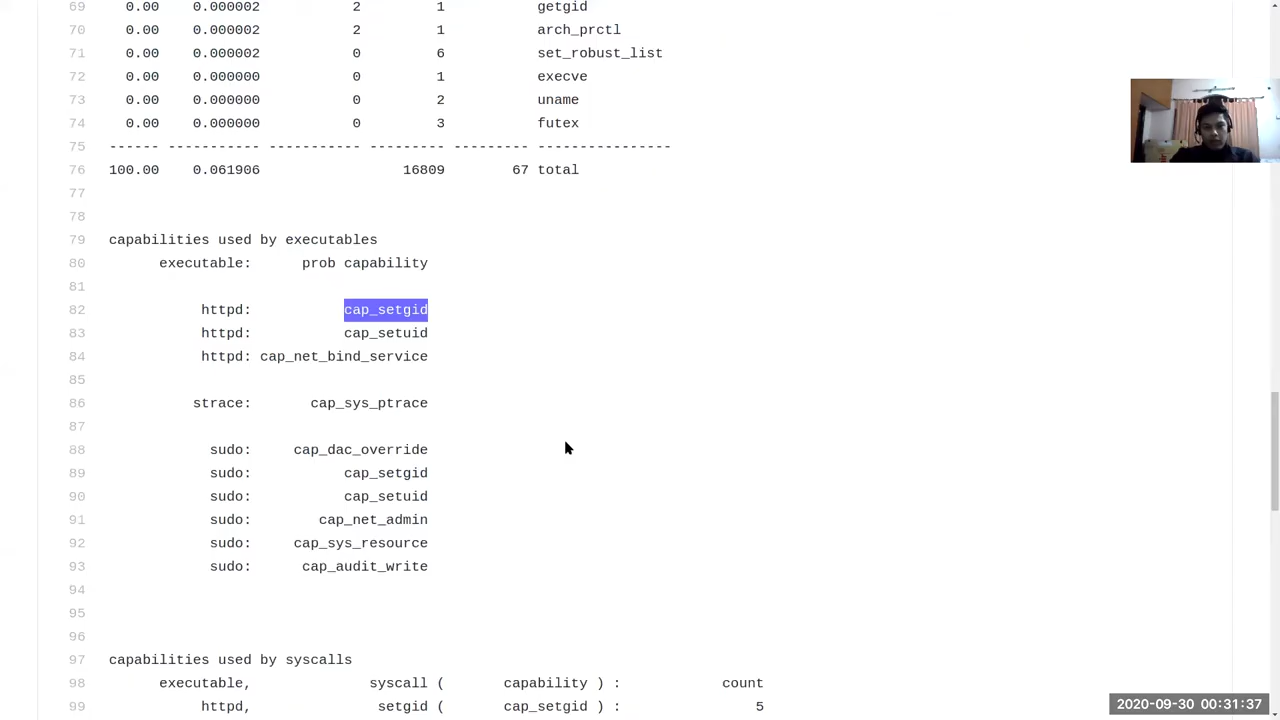 69 0.00 0.000002 2 1 getgid
70 0.00 0.000002 2 1 arch_prctl
71 0.00 0.000002 0 6 set_robust_list
72 0.00 0.000000 0 1 execve
73 0.00 0.000000 0 2 uname
74 0.00 0.000000 0 3 futex
75 ------ ----------- ----------- --------- --------- ----------------
76 100.00 0.061906 16809 67 total
77
78
79 capabilities used by executables
80 executable: prob capability
81
82 httpd: cap_setgid
83 httpd: cap_setuid
84 httpd: cap_net_bind_service
85
86 strace: cap_sys_ptrace
87
88 sudo: cap_dac_override
89 sudo: cap_setgid
90 sudo: cap_setuid
91 sudo: cap_net_admin
92 sudo: cap_sys_resource
93 sudo: cap_audit_write
94
95
96
97 capabilities used by syscalls
98 executable, syscall ( capability ) : count
99 httpd, setgid ( cap_setgid ) : 5
2020-09-30 00:31:37